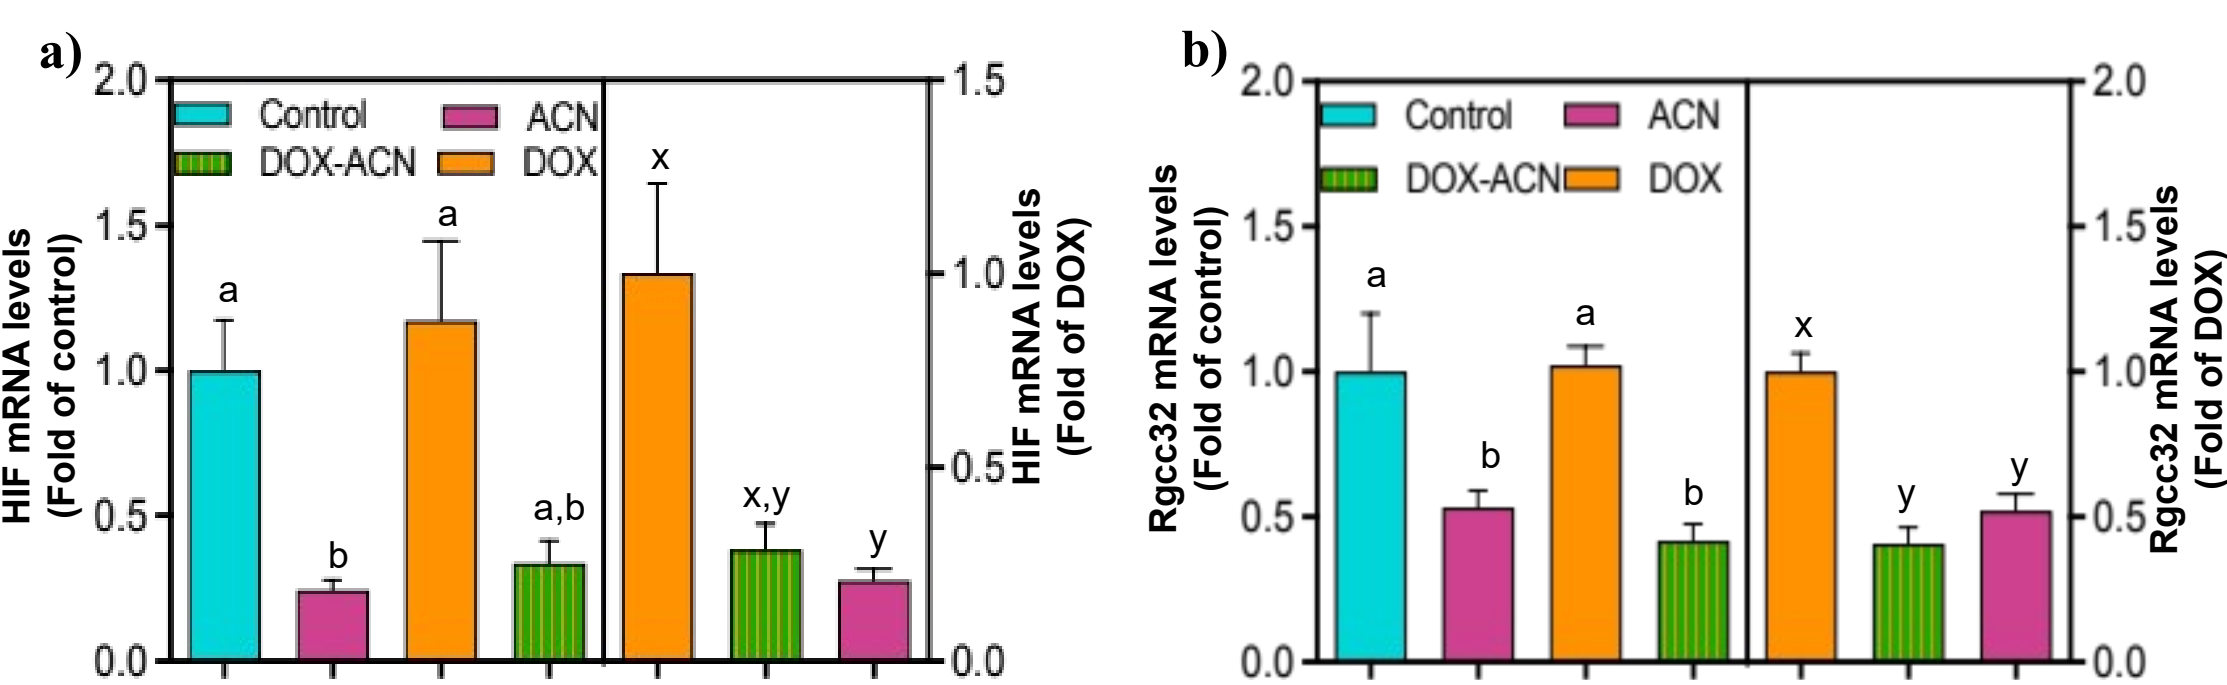 a)
HIF mRNA levels
(Fold of control)
2.0
1.5
1.0
0.5
0.0
Control
ACN
DOX-ACN
DOX
a
b
a
a,b
x
x,y
y
1.5
1.0
0.5
0.0
HIF mRNA levels
(Fold of DOX)
b)
Rgcc32 mRNA levels
(Fold of control)
2.0
1.5
1.0
0.5
0.0
Control
ACN
DOX-ACN
DOX
a
b
a
b
x
y
y
2.0
1.5
1.0
0.5
0.0
Rgcc32 mRNA levels
(Fold of DOX)